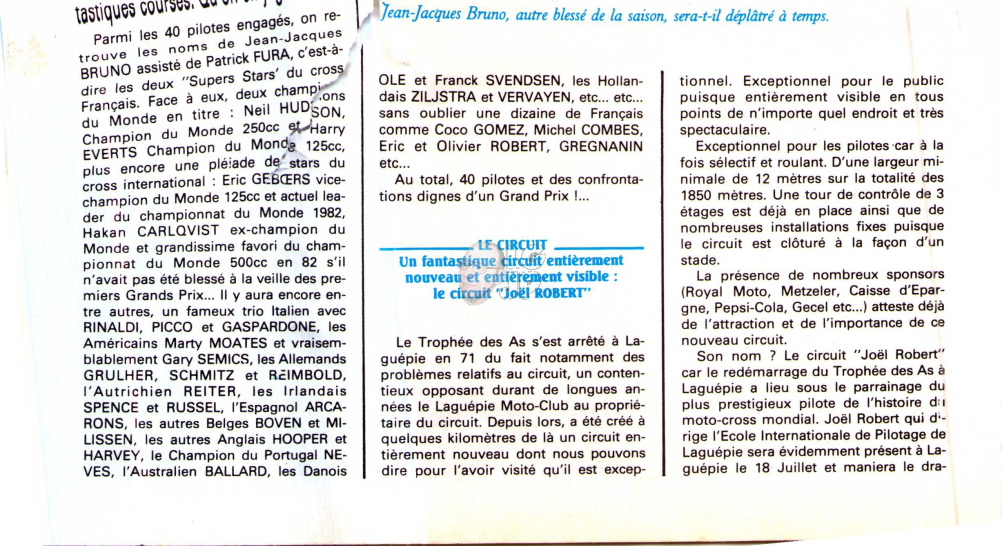 tastiques courses.
Jean-Jacques Bruno, autre blessé de la saison, sera-t-il déplâtré à temps.
Parmi les 40 pilotes engagés, on re-
trouve les noms de Jean-Jacques
BRUNO assisté de Patrick FURA, c'est-à-
dire les deux "Supers Stars' du cross
Français. Face à eux, deux champions
du Monde en titre : Neil HUDSON,
Champion du Monde 250cc et Harry
EVERTS Champion du Monde 125cc,
plus encore une pléiade de stars du
cross international : Eric GEBŒRS vice-
champion du Monde 125cc et actuel lea-
der du championnat du Monde 1982,
Hakan CARLQVIST ex-champion du
Monde et grandissime favori du cham-
pionnat du Monde 500cc en 82 s'il
n'avait pas été blessé à la veille des pre-
miers Grands Prix... Il y aura encore en-
tre autres, un fameux trio Italien avec
RINALDI, PICCO et GASPARDONE, les
Américains Marty MOATES et vraisem-
blablement Gary SEMICS, les Allemands
GRULHER, SCHMITZ et REIMBOLD,
l'Autrichien REITER, les Irlandais
SPENCE et RUSSEL, l'Espagnol ARCA-
RONS, les autres Belges BOVEN et MI-
LISSEN, les autres Anglais HOOPER et
HARVEY, le Champion du Portugal NE-
VES, l'Australien BALLARD, les Danois
OLE et Franck SVENDSEN, les Hollan-
dais ZILJSTRA et VERVAYEN, etc... etc...
sans oublier une dizaine de Français
comme Coco GOMEZ, Michel COMBES,
Eric et Olivier ROBERT, GREGNANIN
etc...
Au total, 40 pilotes et des confronta-
tions dignes d'un Grand Prix !...
LE CIRCUIT
Un fantastique circuit entièrement
nouveau et entièrement visible :
le circuit "Joël ROBERT"
Le Trophée des As s'est arrêté à La-
guépie en 71 du fait notamment des
problèmes relatifs au circuit, un conten-
tieux opposant durant de longues an-
nées le Laguépie Moto-Club au proprié-
taire du circuit. Depuis lors, a été créé à
quelques kilomètres de là un circuit en-
tièrement nouveau dont nous pouvons
dire pour l'avoir visité qu'il est excep-
tionnel. Exceptionnel pour le public
puisque entièrement visible en tous
points de n'importe quel endroit et très
spectaculaire.
Exceptionnel pour les pilotes car à la
fois sélectif et roulant. D'une largeur mi-
nimale de 12 mètres sur la totalité des
1850 mètres. Une tour de contrôle de 3
étages est déjà en place ainsi que de
nombreuses installations fixes puisque
le circuit est clôturé à la façon d'un
stade.
La présence de nombreux sponsors
(Royal Moto, Metzeler, Caisse d'Epar-
gne, Pepsi-Cola, Gecel etc...) atteste déjà
de l'attraction et de l'importance de ce
nouveau circuit.
Son nom ? Le circuit "Joël Robert"
car le redémarrage du Trophée des As à
Laguépie a lieu sous le parrainage du
plus prestigieux pilote de l'histoire du
moto-cross mondial. Joël Robert qui di-
rige l'Ecole Internationale de Pilotage de
Laguépie sera évidemment présent à La-
guépie le 18 Juillet et maniera le dra-